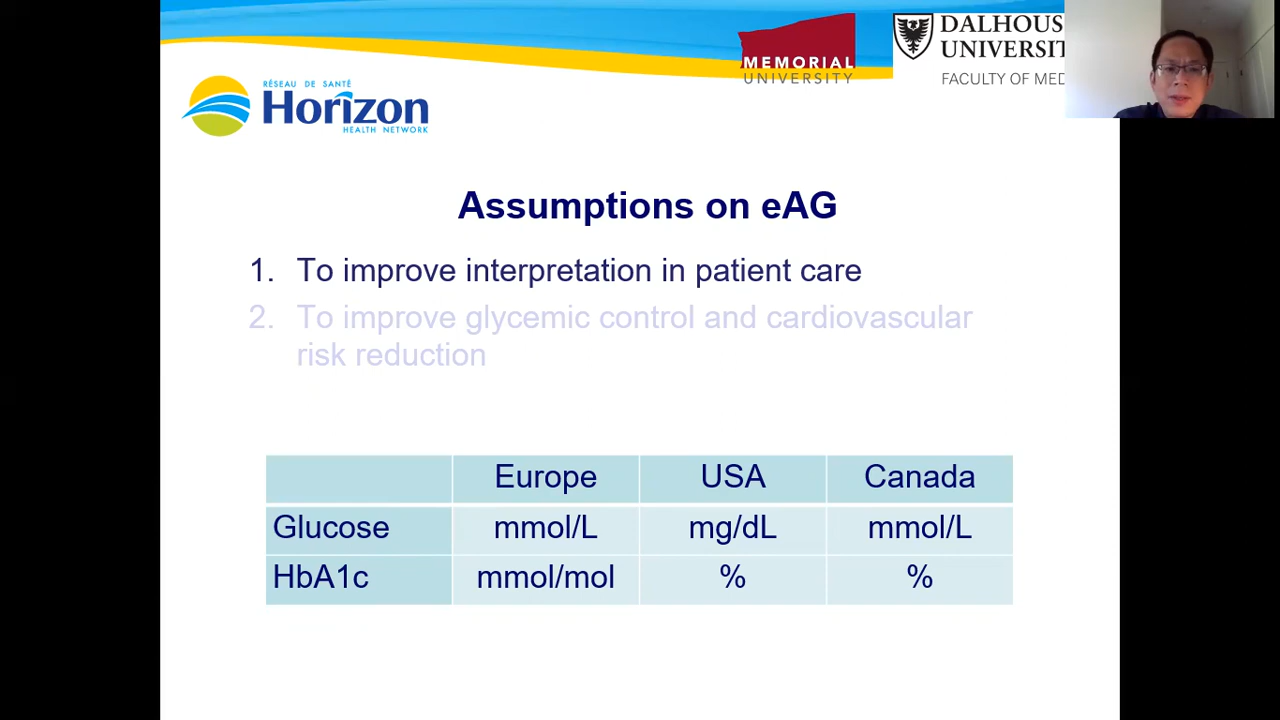 MEMORIAL
UNIVERSITY
DALHOUS
UNIVERSIT
FACULTY OF MED
RÉSEAU DE SANTÉ
Horizon
HEALTH NETWORK
Assumptions on eAG
1. To improve interpretation in patient care
2. To improve glycemic control and cardiovascular
risk reduction
Europe USA Canada
Glucose mmol/L mg/dL mmol/L
HbA1c mmol/mol % %